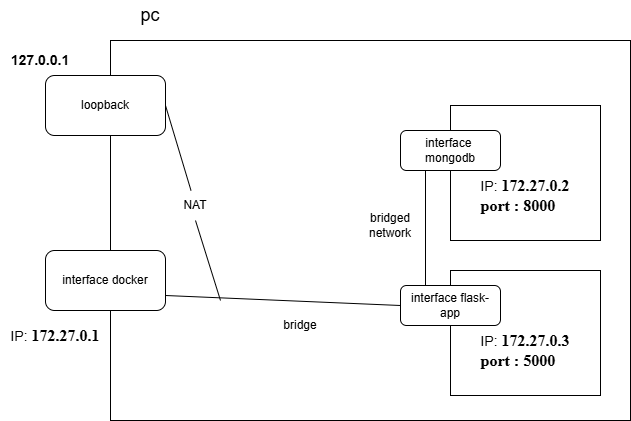 pc
127.0.0.1
loopback
interface
mongodb
IP: 172.27.0.2
port : 8000
NAT
bridged
network
interface docker
interface flask-
app
bridge
IP: 172.27.0.1
IP: 172.27.0.3
port : 5000